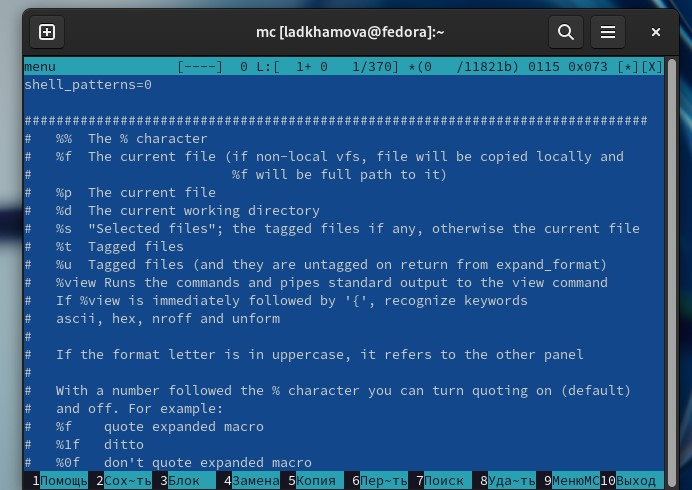 mc [ladkhamova@fedora]:~
menu [----] 0 L:[ 1+ 0 1/370] *(0 /11821b) 0115 0x073 [*][X]
shell_patterns=0
##############################################################################
# %% The % character
# %f The current file (if non-local vfs, file will be copied locally and
# %f will be full path to it)
# %p The current file
# %d The current working directory
# %s "Selected files"; the tagged files if any, otherwise the current file
# %t Tagged files
# %u Tagged files (and they are untagged on return from expand_format)
# %view Runs the commands and pipes standard output to the view command
# If %view is immediately followed by '{', recognize keywords
# ascii, hex, nroff and unform
#
# If the format letter is in uppercase, it refers to the other panel
#
# With a number followed the % character you can turn quoting on (default)
# and off. For example:
# %f quote expanded macro
# %1f ditto
# %0f don't quote expanded macro
1Помощь 2Сох~ть 3Блок 4Замена 5Копия 6Пер~ть 7Поиск 8Уда~ть 9МенюMC 10Выход